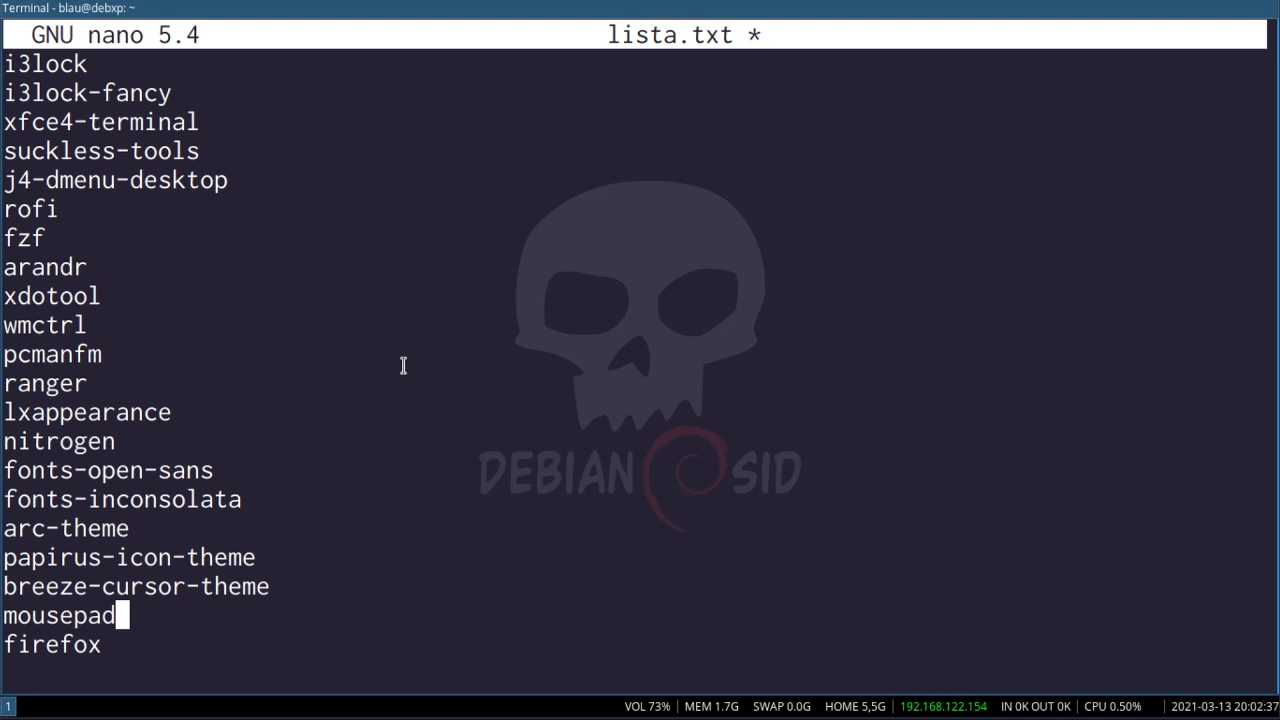 Terminal - blau@debxp: ~
GNU nano 5.4 lista.txt *
i3lock
i3lock-fancy
xfce4-terminal
suckless-tools
j4-dmenu-desktop
rofi
fzf
arandr
xdotool
wmctrl
pcmanfm
ranger
lxappearance
nitrogen
fonts-open-sans
fonts-inconsolata
arc-theme
papirus-icon-theme
breeze-cursor-theme
mousepad
firefox
DEBIAN SID
1 VOL 73% MEM 1.7G SWAP 0.0G HOME 5,5G 192.168.122.154 IN 0K OUT 0K CPU 0.50% 2021-03-13 20:02:37